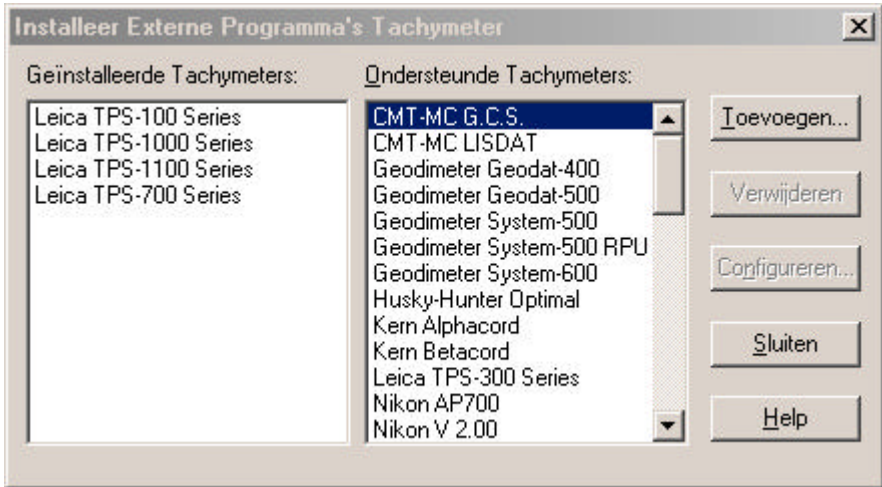 Installeer Externe Programma's Tachymeter
Geïnstalleerde Tachymeters:
Leica TPS-100 Series
Leica TPS-1000 Series
Leica TPS-1100 Series
Leica TPS-700 Series
Ondersteunde Tachymeters:
CMT-MC G.C.S.
CMT-MC LISDAT
Geodimeter Geodat-400
Geodimeter Geodat-500
Geodimeter System-500
Geodimeter System-500 RPU
Geodimeter System-600
Husky-Hunter Optimal
Kern Alphacord
Kern Betacord
Leica TPS-300 Series
Nikon AP700
Nikon V 2.00
Toevoegen...
Verwijderen
Configureren...
Sluiten
Help